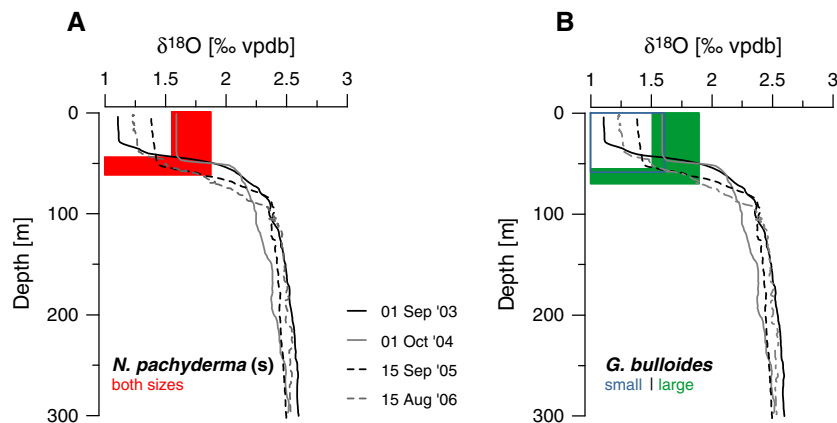 A
δ18O [‰ vpdb]
1 1.5 2 2.5 3
0
100
200
300
Depth [m]
N. pachyderma (s)
both sizes
01 Sep '03
01 Oct '04
15 Sep '05
15 Aug '06
B
δ18O [‰ vpdb]
1 1.5 2 2.5 3
0
100
200
300
Depth [m]
G. bulloides
small | large